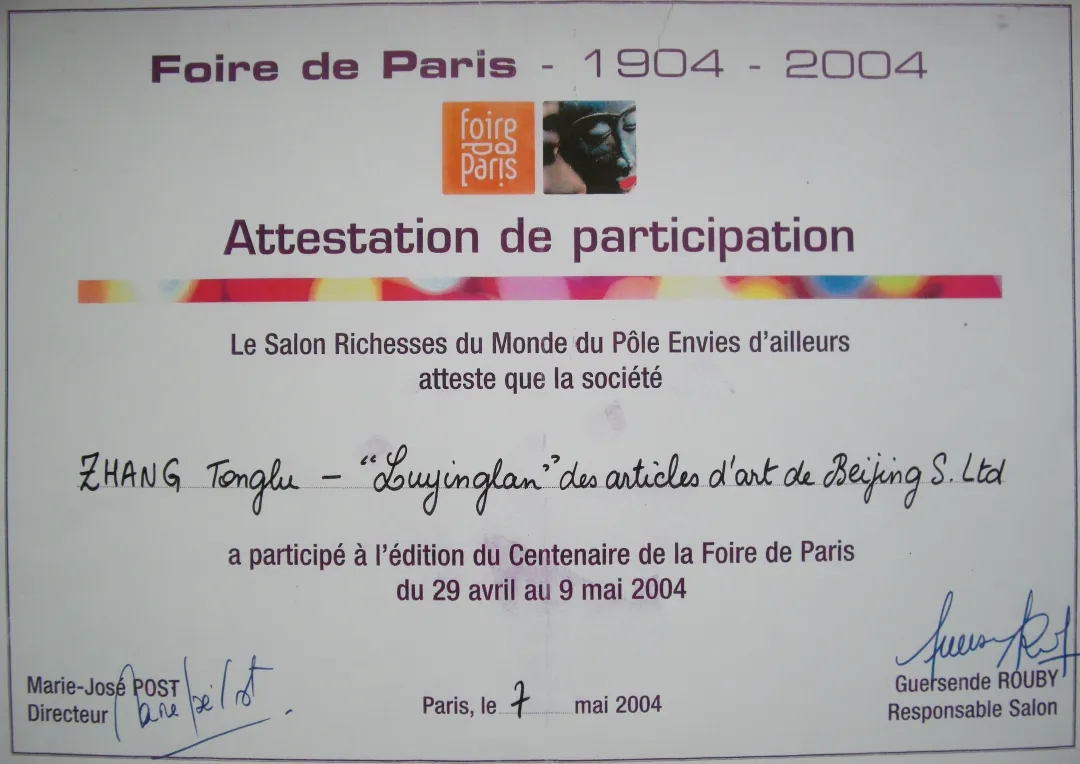 Foire de Paris - 1904 - 2004
foire
de
Paris
Attestation de participation
Le Salon Richesses du Monde du Pôle Envies d'ailleurs
atteste que la société
ZHANG Tonglu - "Luyinglan" des articles d'art de Beijing S. Ltd
a participé à l'édition du Centenaire de la Foire de Paris
du 29 avril au 9 mai 2004
Marie-José POST
Directeur
Paris, le 7 mai 2004
Guersende ROUBY
Responsable Salon